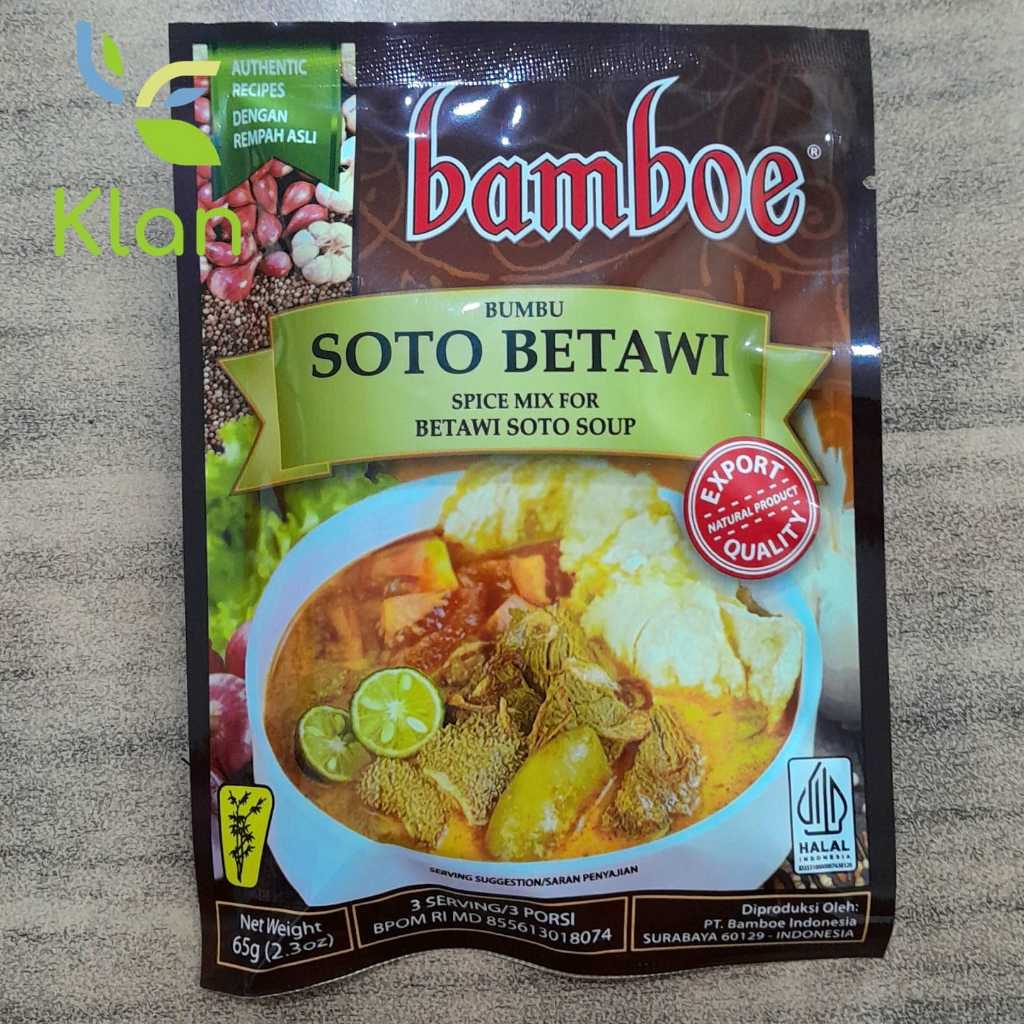 Klan
AUTHENTIC
RECIPES
DENGAN
REMPAH ASLI
bamboe®
BUMBU
SOTO BETAWI
SPICE MIX FOR
BETAWI SOTO SOUP
EXPORT
NATURAL PRODUCT
QUALITY
HALAL
INDONESIA
SERVING SUGGESTION/SARAN PENYAJIAN
Net Weight
65g (2.3oz)
3 SERVING/3 PORSI
BPOM RI MD 855613018074
Diproduksi Oleh:
PT. Bamboe Indonesia
SURABAYA 60129 - INDONESIA